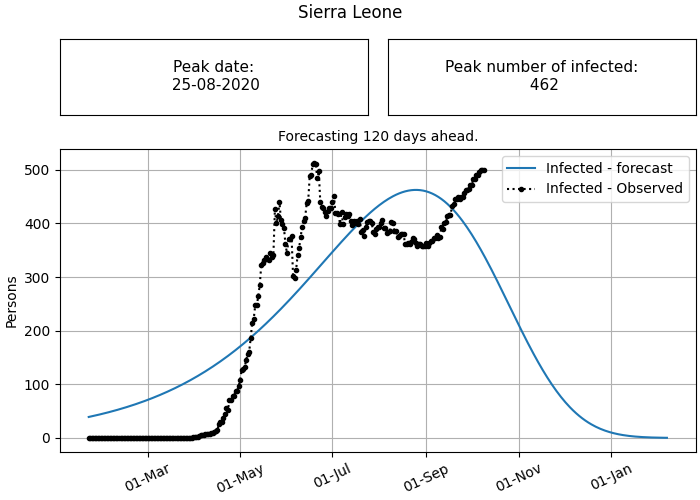 Sierra Leone
Peak date:
25-08-2020
Peak number of infected:
462
Forecasting 120 days ahead.
Infected - forecast
Infected - Observed
Persons
500
400
300
200
100
0
01-Mar
01-May
01-Jul
01-Sep
01-Nov
01-Jan